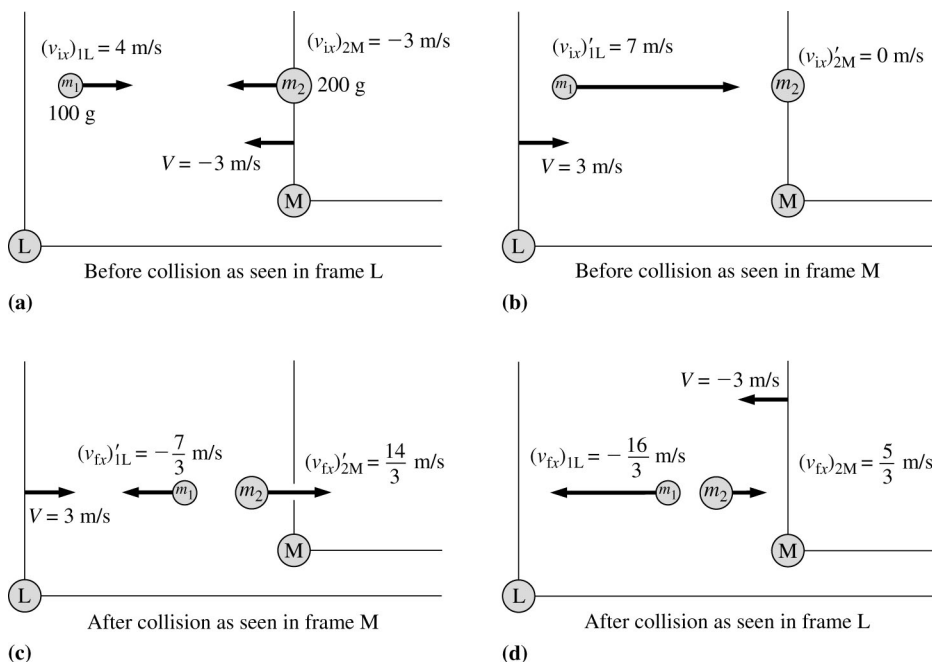 (v_ix)_1L = 4 m/s
(v_ix)_2M = −3 m/s
m_1
100 g
m_2
200 g
V = −3 m/s
M
L
Before collision as seen in frame L
(a)
(v_ix)′_1L = 7 m/s
(v_ix)′_2M = 0 m/s
m_1
m_2
V = 3 m/s
M
L
Before collision as seen in frame M
(b)
(v_fx)′_1L = −7/3 m/s
(v_fx)′_2M = 14/3 m/s
m_1
m_2
V = 3 m/s
M
L
After collision as seen in frame M
(c)
V = −3 m/s
(v_fx)_1L = −16/3 m/s
(v_fx)_2M = 5/3 m/s
m_1
m_2
M
L
After collision as seen in frame L
(d)